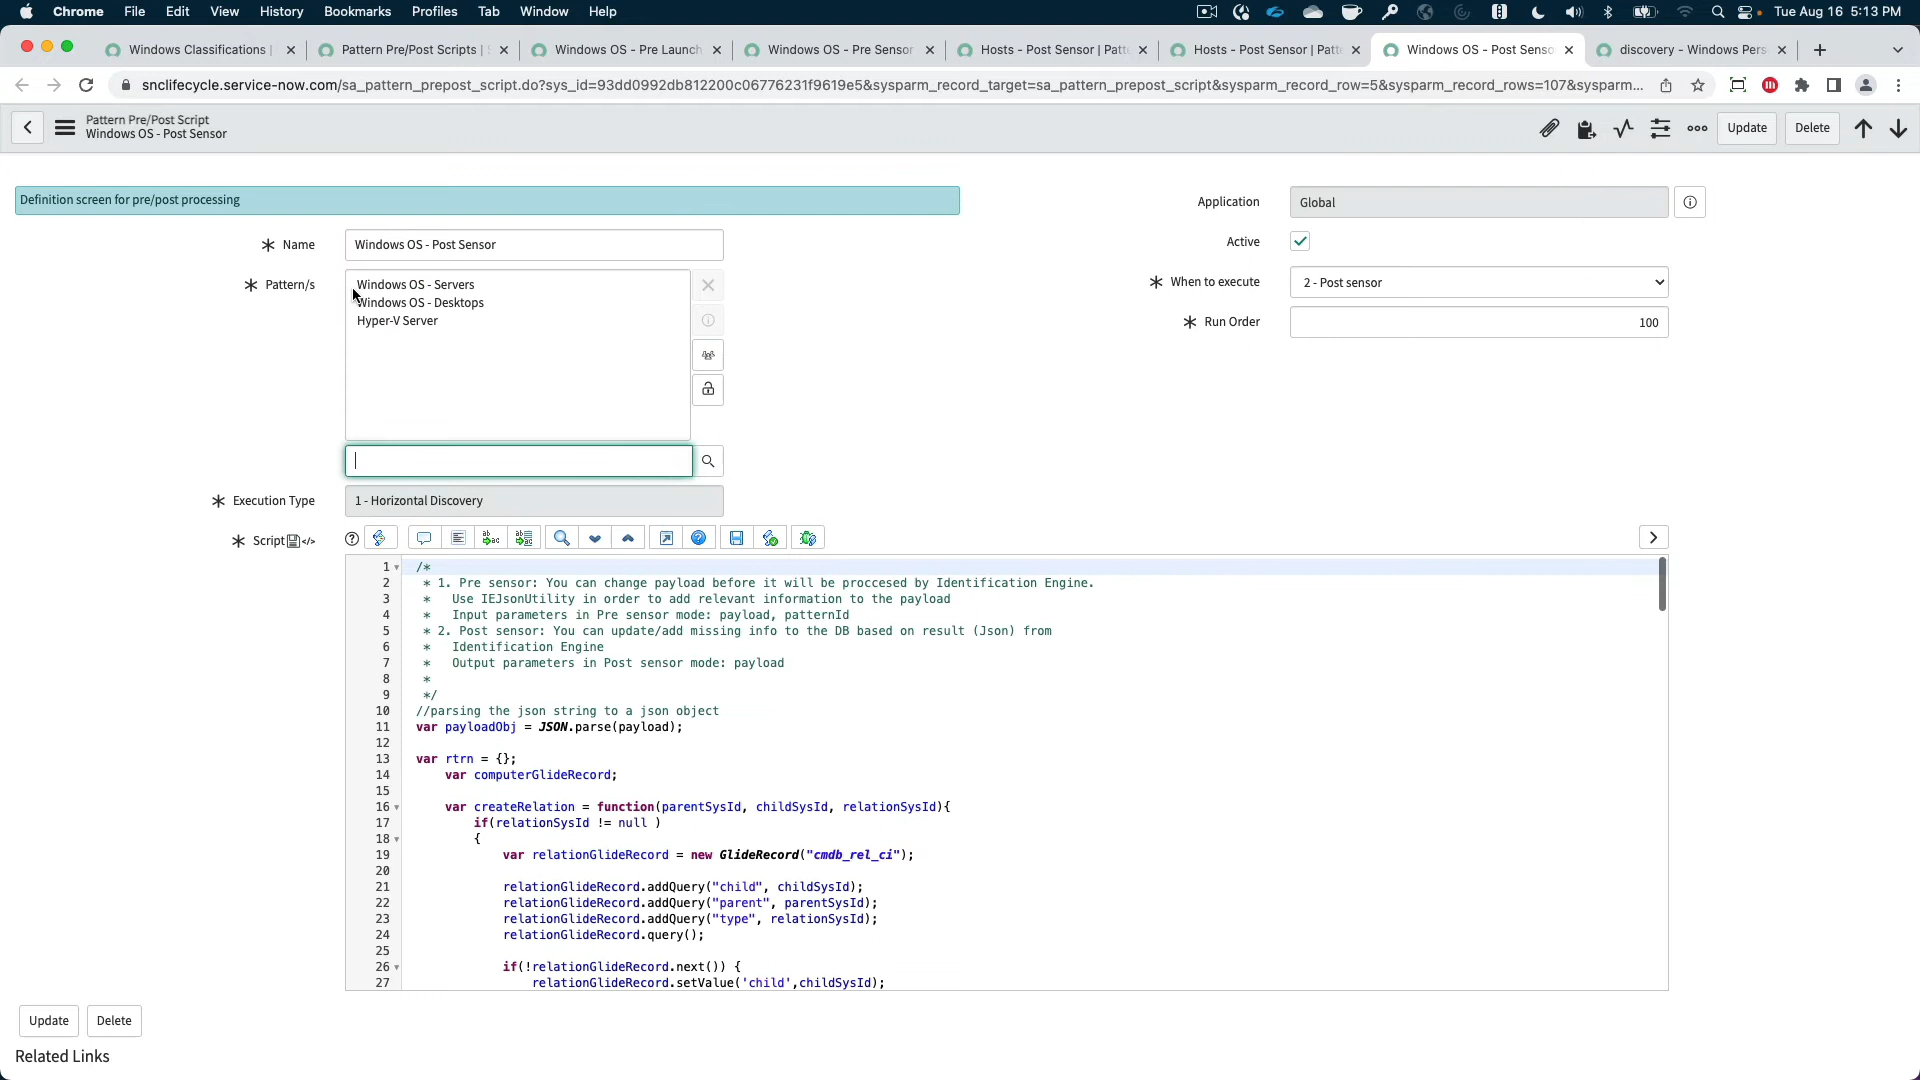 Chrome File Edit View History Bookmarks Profiles Tab Window Help Tue Aug 16 5:13 PM
Windows Classifications | Pattern Pre/Post Scripts | Windows OS - Pre Launch Windows OS - Pre Sensor Hosts - Post Sensor | Patte Hosts - Post Sensor | Patte Windows OS - Post Senso discovery - Windows Pers
snclifecycle.service-now.com/sa_pattern_prepost_script.do?sys_id=93dd0992db812200c06776231f9619e5&sysparm_record_target=sa_pattern_prepost_script&sysparm_record_row=5&sysparm_record_rows=107&sysparm...
Pattern Pre/Post Script
Windows OS - Post Sensor
Update Delete
Definition screen for pre/post processing
Application Global
Name Windows OS - Post Sensor
Active
Pattern/s
Windows OS - Servers
Windows OS - Desktops
Hyper-V Server
When to execute 2 - Post sensor
Run Order 100
Execution Type 1 - Horizontal Discovery
Script
1 /*
2 * 1. Pre sensor: You can change payload before it will be proccesed by Identification Engine.
3 * Use IEJsonUtility in order to add relevant information to the payload
4 * Input parameters in Pre sensor mode: payload, patternId
5 * 2. Post sensor: You can update/add missing info to the DB based on result (Json) from
6 * Identification Engine
7 * Output parameters in Post sensor mode: payload
8 *
9 */
10 //parsing the json string to a json object
11 var payloadObj = JSON.parse(payload);
12
13 var rtrn = {};
14 var computerGlideRecord;
15
16 var createRelation = function(parentSysId, childSysId, relationSysId){
17 if(relationSysId != null )
18 {
19 var relationGlideRecord = new GlideRecord("cmdb_rel_ci");
20
21 relationGlideRecord.addQuery("child", childSysId);
22 relationGlideRecord.addQuery("parent", parentSysId);
23 relationGlideRecord.addQuery("type", relationSysId);
24 relationGlideRecord.query();
25
26 if(!relationGlideRecord.next()) {
27 relationGlideRecord.setValue('child',childSysId);
Update Delete
Related Links